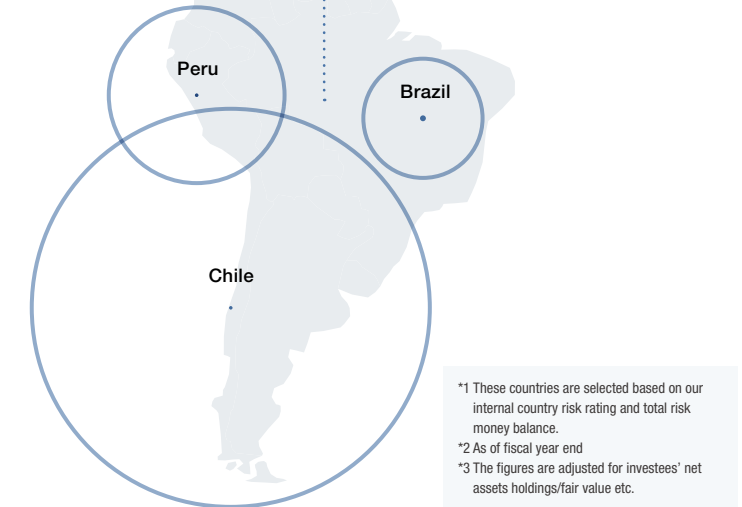 Peru
Brazil
Chile
*1 These countries are selected based on our
internal country risk rating and total risk
money balance.
*2 As of fiscal year end
*3 The figures are adjusted for investees’ net
assets holdings/fair value etc.